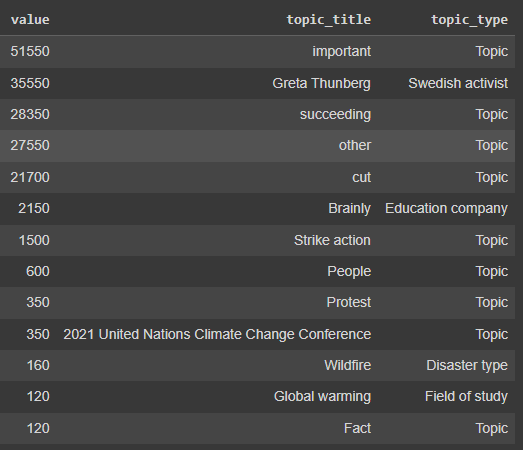 value topic_title topic_type
51550 important Topic
35550 Greta Thunberg Swedish activist
28350 succeeding Topic
27550 other Topic
21700 cut Topic
2150 Brainly Education company
1500 Strike action Topic
600 People Topic
350 Protest Topic
350 2021 United Nations Climate Change Conference Topic
160 Wildfire Disaster type
120 Global warming Field of study
120 Fact Topic